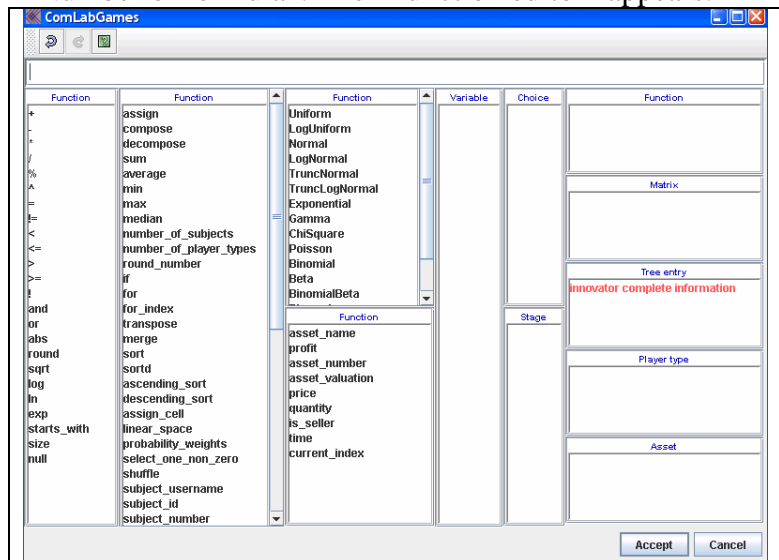 ComLabGames
Function
+
-
*
/
%
^
=
!=
<
<=
>
>=
!
and
or
abs
round
sqrt
log
ln
exp
starts_with
size
null
Function
assign
compose
decompose
sum
average
min
max
median
number_of_subjects
number_of_player_types
round_number
if
for
for_index
transpose
merge
sort
sortd
ascending_sort
descending_sort
assign_cell
linear_space
probability_weights
select_one_non_zero
shuffle
subject_username
subject_id
subject_number
Function
Uniform
LogUniform
Normal
LogNormal
TruncNormal
TruncLogNormal
Exponential
Gamma
ChiSquare
Poisson
Binomial
Beta
BinomialBeta
Function
asset_name
profit
asset_number
asset_valuation
price
quantity
is_seller
time
current_index
Variable
Choice
Stage
Function
Matrix
Tree entry
innovator complete information
Player type
Asset
Accept
Cancel